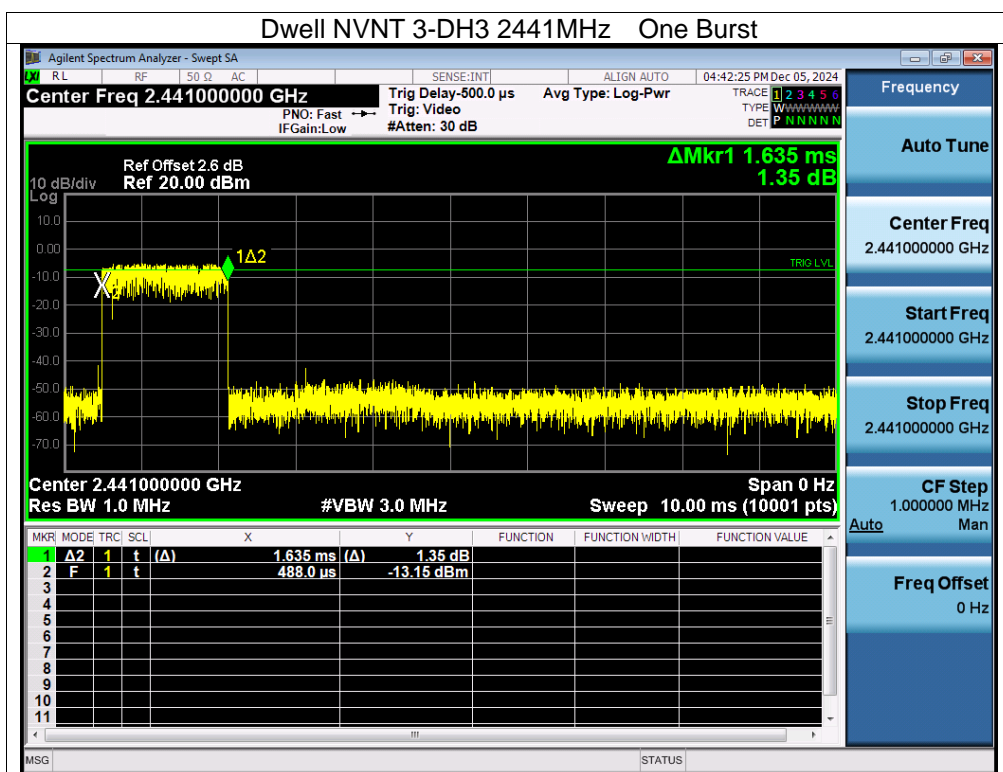 Dwell NVNT 3-DH3 2441MHz One Burst
Agilent Spectrum Analyzer - Swept SA
LXI RL RF 50 Ω AC SENSE:INT ALIGN AUTO 04:42:25 PM Dec 05, 2024
Center Freq 2.441000000 GHz Trig Delay-500.0 µs Avg Type: Log-Pwr TRACE 1 2 3 4 5 6
PNO: Fast Trig: Video TYPE WWWWWW
IFGain:Low #Atten: 30 dB DET P N N N N N
ΔMkr1 1.635 ms
1.35 dB
Ref Offset 2.6 dB
10 dB/div Ref 20.00 dBm
Log
10.0
0.00
-10.0
-20.0
-30.0
-40.0
-50.0
-60.0
-70.0
1Δ2
X2
TRIG LVL
Center 2.441000000 GHz Span 0 Hz
Res BW 1.0 MHz #VBW 3.0 MHz Sweep 10.00 ms (10001 pts)
MKR MODE TRC SCL X Y FUNCTION FUNCTION WIDTH FUNCTION VALUE
1 Δ2 1 t (Δ) 1.635 ms (Δ) 1.35 dB
2 F 1 t 488.0 µs -13.15 dBm
3
4
5
6
7
8
9
10
11
MSG STATUS
Frequency
Auto Tune
Center Freq
2.441000000 GHz
Start Freq
2.441000000 GHz
Stop Freq
2.441000000 GHz
CF Step
1.000000 MHz
Auto Man
Freq Offset
0 Hz